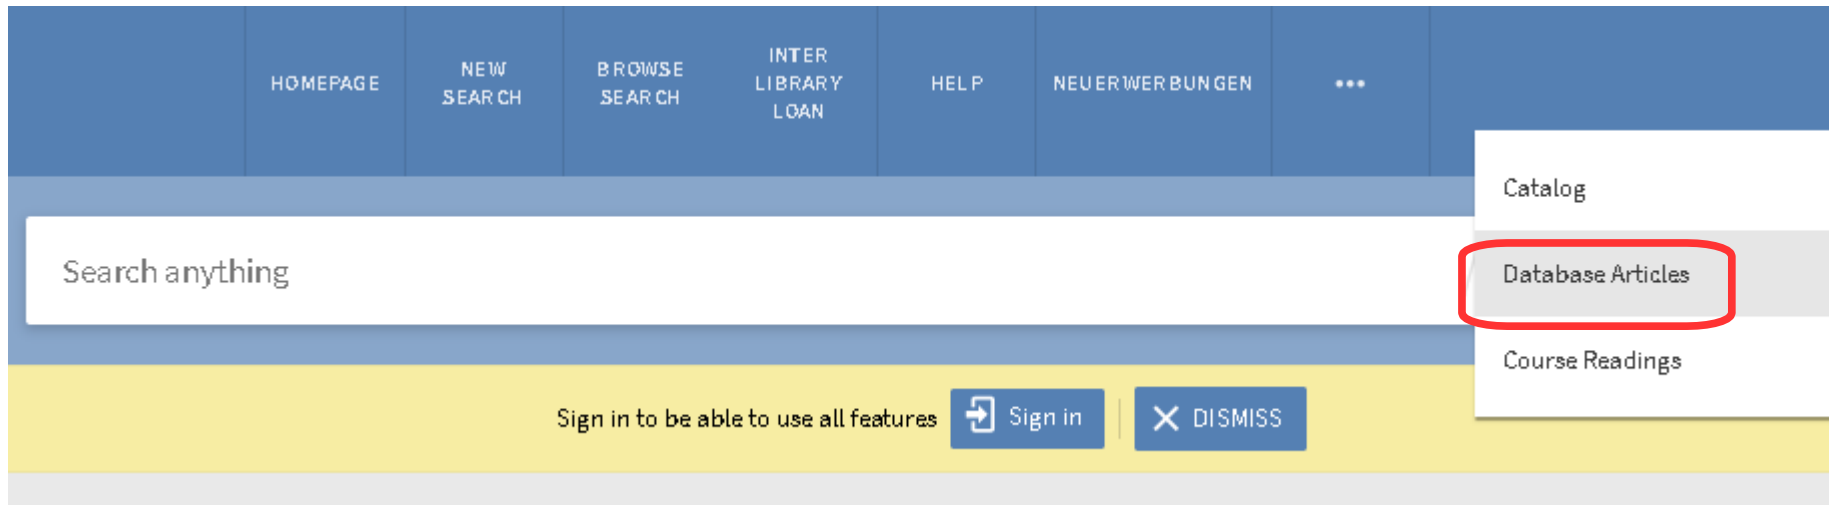 HOMEPAGE
NEW
SEARCH
BROWSE
SEARCH
INTER
LIBRARY
LOAN
HELP
NEUERWERBUNGEN
•••
Catalog
Search anything
Database Articles
Course Readings
Sign in to be able to use all features
Sign in
DISMISS